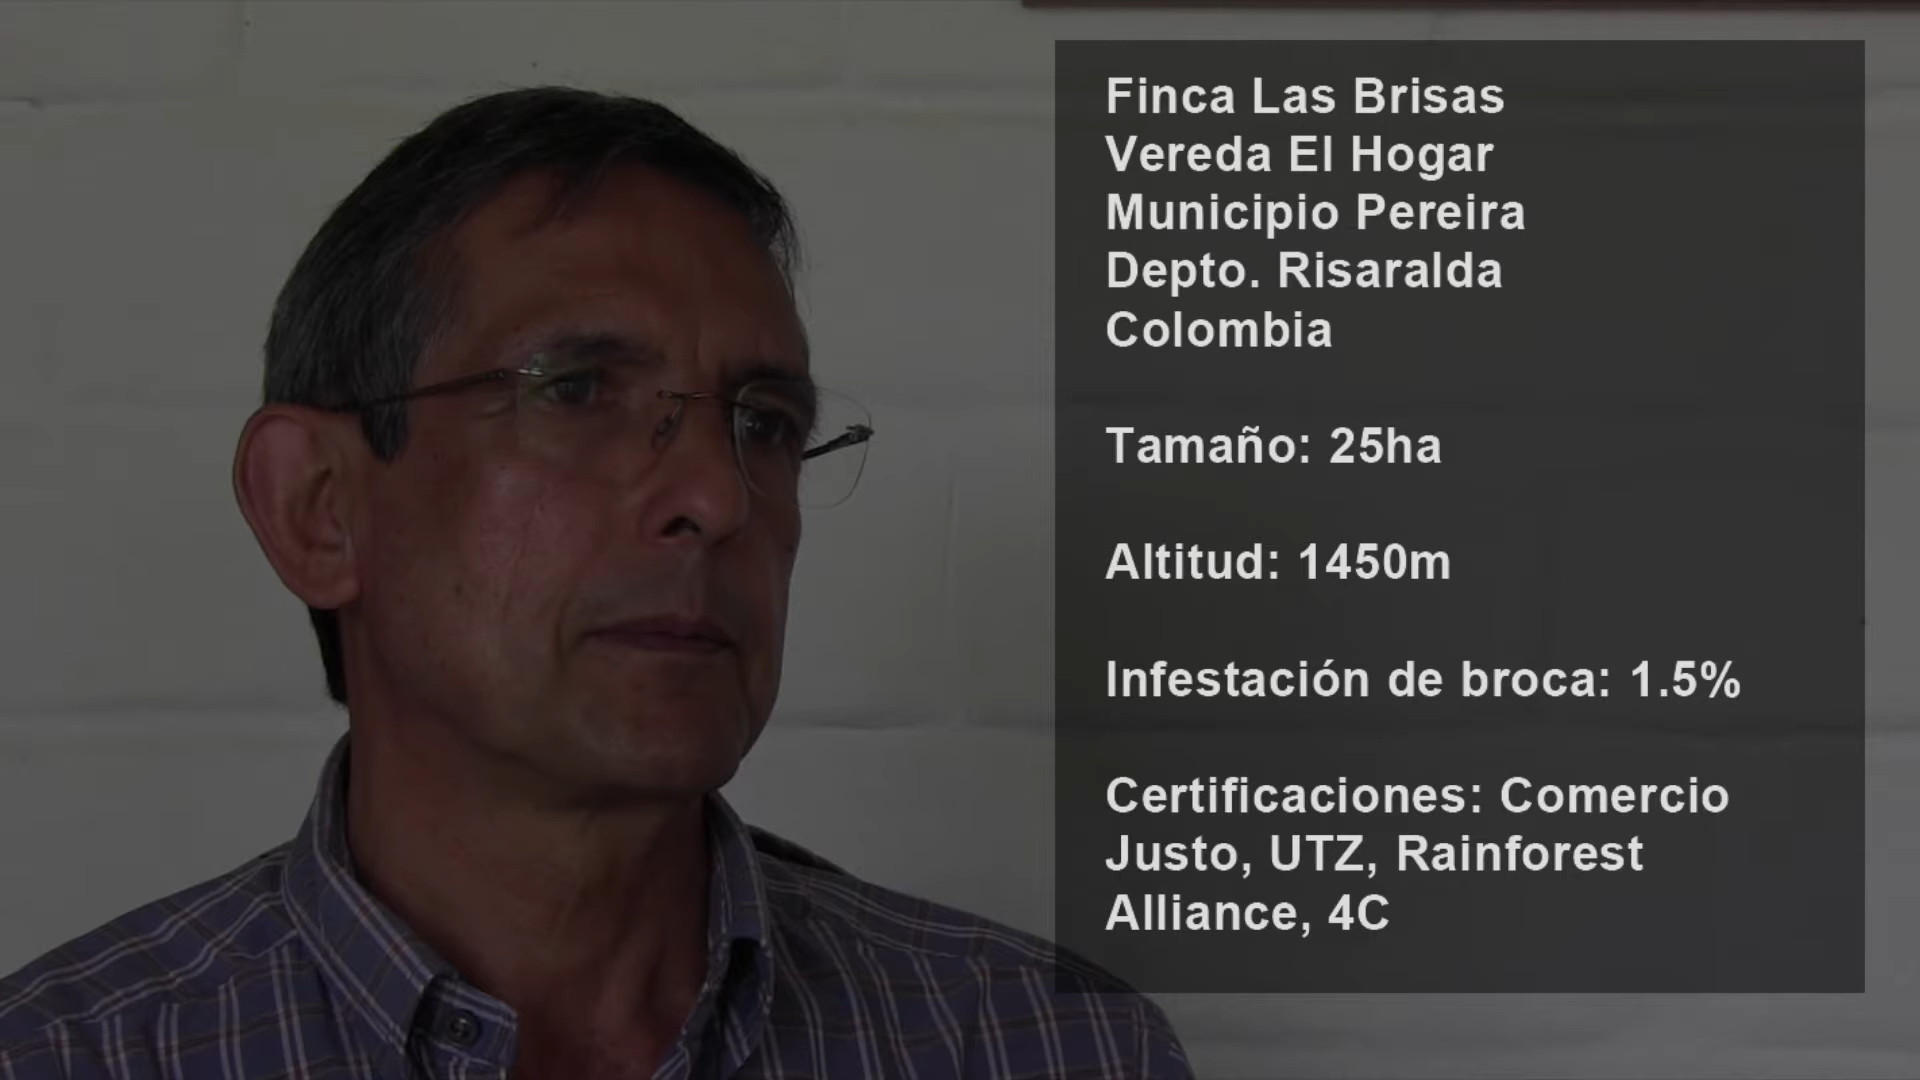 Finca Las Brisas
Vereda El Hogar
Municipio Pereira
Depto. Risaralda
Colombia
Tamaño: 25ha
Altitud: 1450m
Infestación de broca: 1.5%
Certificaciones: Comercio
Justo, UTZ, Rainforest
Alliance, 4C